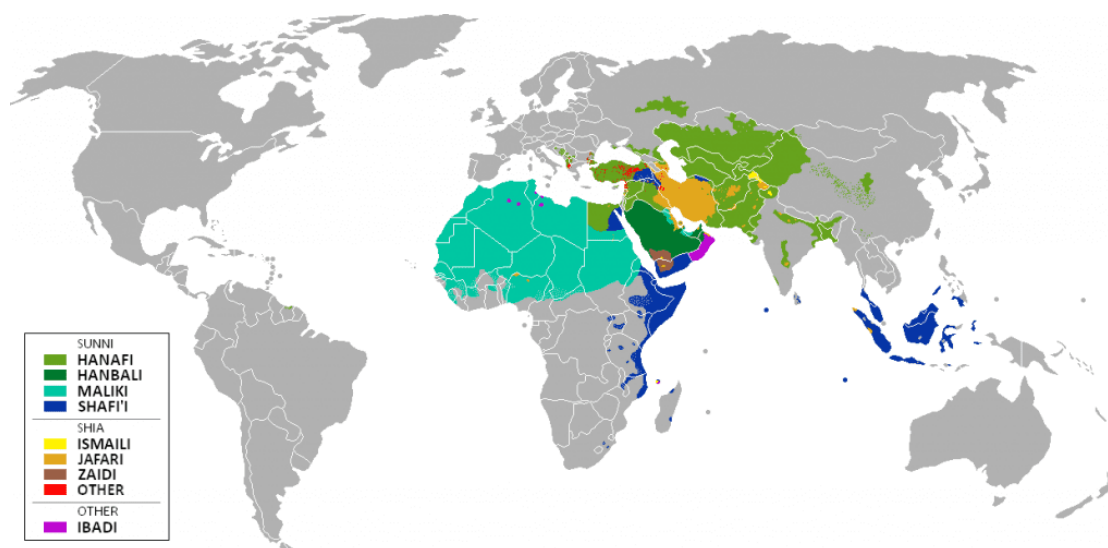 SUNNI
HANAFI
HANBALI
MALIKI
SHAFI'I
SHIA
ISMAILI
JAFARI
ZAIDI
OTHER
OTHER
IBADI